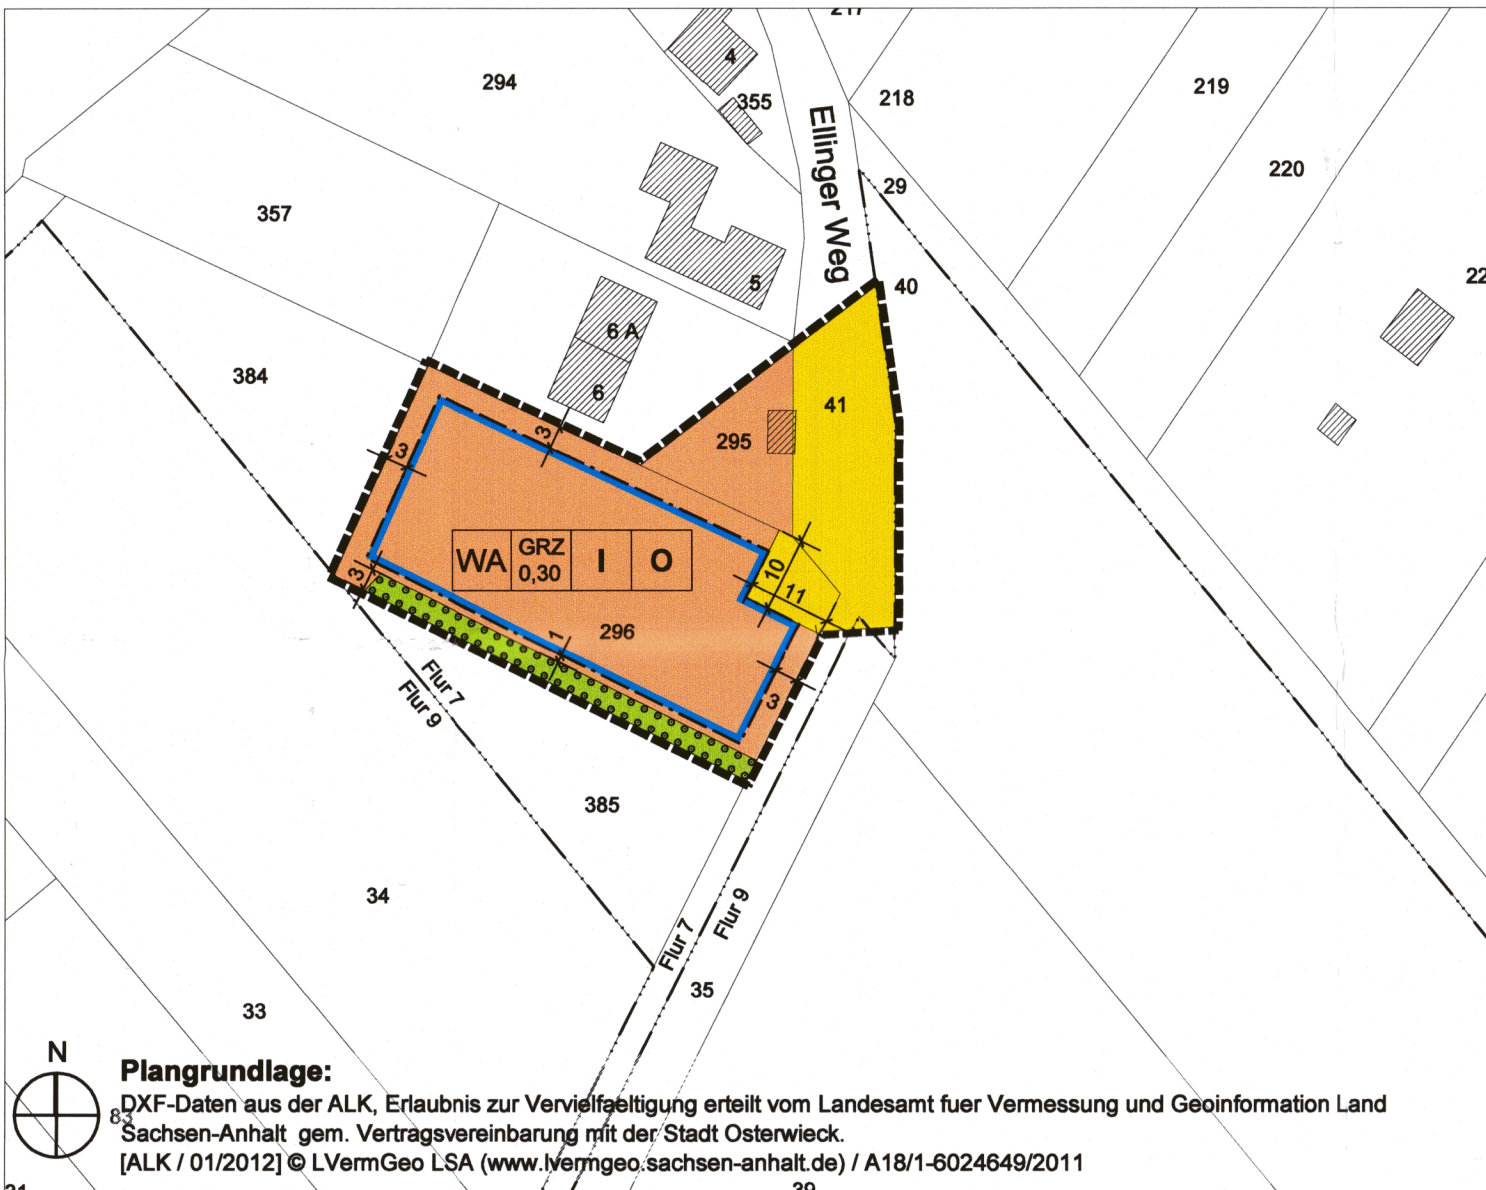 217
4
294
355
218
219
Ellinger Weg
220
29
357
5
40
22
6 A
384
6
41
295
3
3
WA
GRZ
0,30
I
O
10
11
3
1
296
3
Flur 7
Flur 9
385
34
Flur 9
Flur 7
35
33
N
Plangrundlage:
83
DXF-Daten aus der ALK, Erlaubnis zur Vervielfaeltigung erteilt vom Landesamt fuer Vermessung und Geoinformation Land
Sachsen-Anhalt gem. Vertragsvereinbarung mit der Stadt Osterwieck.
[ALK / 01/2012] © LVermGeo LSA (www.lvermgeo.sachsen-anhalt.de) / A18/1-6024649/2011